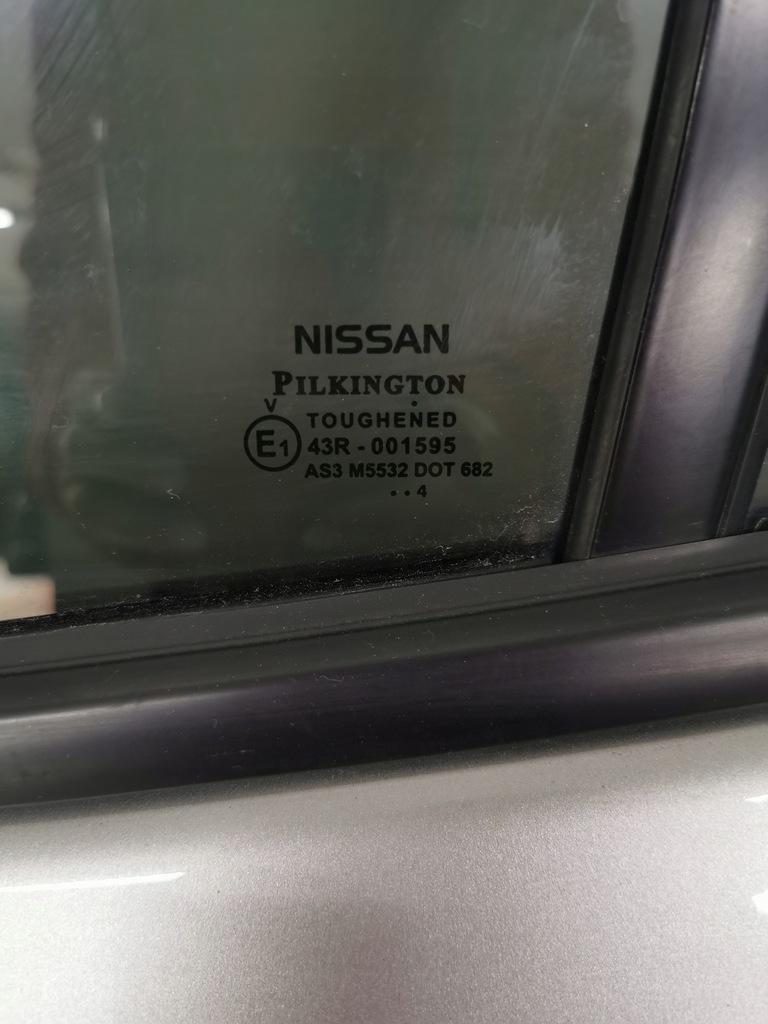 NISSAN
PILKINGTON
V
TOUGHENED
E1 43R - 001595
AS3 M5532 DOT 682
• • 4